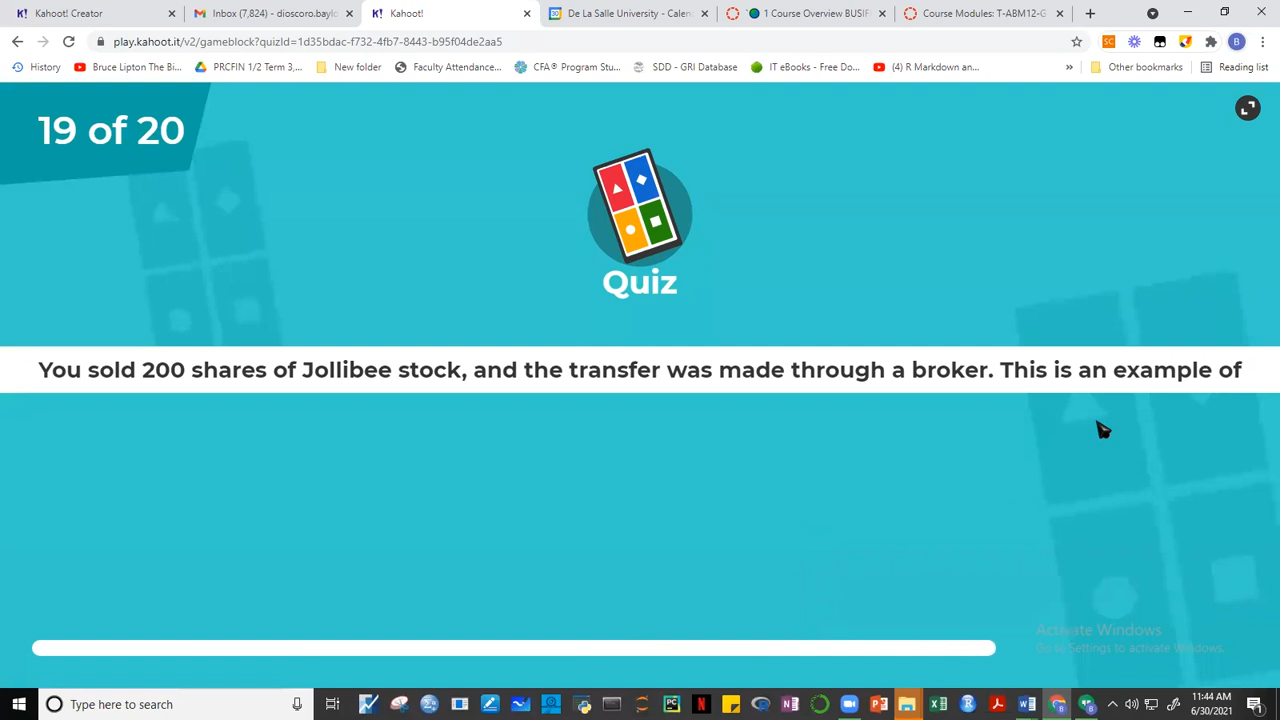 Kahoot! Creator
Inbox (7,824) - dioscoro.baylo
Kahoot!
De La Salle University - Calen
1 Course Overview BUSIF
Course Modules: T-ABM12-G
play.kahoot.it/v2/gameblock?quizId=1d35bdac-f732-4fb7-8443-b95f04de2aa5
SC
B
History
Bruce Lipton The Bi...
PRCFIN 1/2 Term 3,...
New folder
Faculty Attendance...
CFA® Program Stu...
SDD - GRI Database
IT eBooks - Free Do...
(4) R Markdown an...
»
Other bookmarks
Reading list
19 of 20
Quiz
You sold 200 shares of Jollibee stock, and the transfer was made through a broker. This is an example of
Activate Windows
Go to Settings to activate Windows.
Type here to search
11:44 AM
6/30/2021